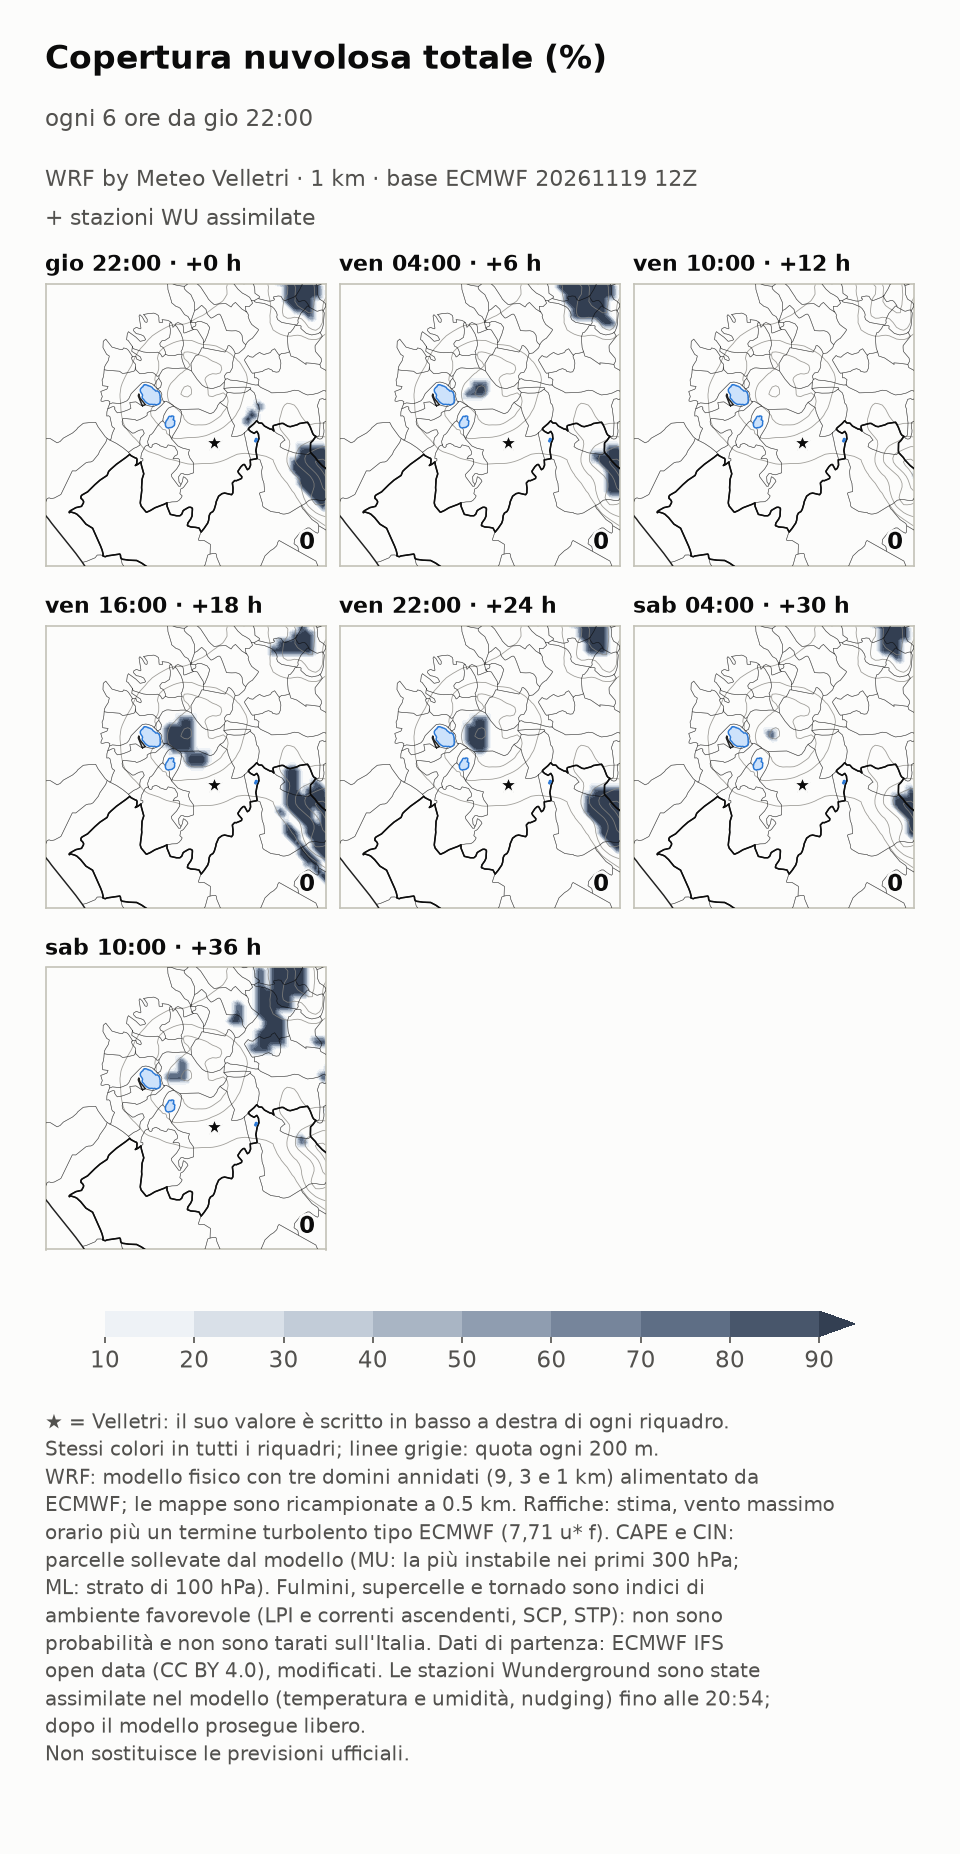 Copertura nuvolosa totale (%)
ogni 6 ore da gio 22:00
WRF by Meteo Velletri · 1 km · base ECMWF 20261119 12Z
+ stazioni WU assimilate
gio 22:00 · +0 h
ven 04:00 · +6 h
ven 10:00 · +12 h
0
0
0
ven 16:00 · +18 h
ven 22:00 · +24 h
sab 04:00 · +30 h
0
0
0
sab 10:00 · +36 h
0
10 20 30 40 50 60 70 80 90
★ = Velletri: il suo valore è scritto in basso a destra di ogni riquadro.
Stessi colori in tutti i riquadri; linee grigie: quota ogni 200 m.
WRF: modello fisico con tre domini annidati (9, 3 e 1 km) alimentato da
ECMWF; le mappe sono ricampionate a 0.5 km. Raffiche: stima, vento massimo
orario più un termine turbolento tipo ECMWF (7,71 u* f). CAPE e CIN:
parcelle sollevate dal modello (MU: la più instabile nei primi 300 hPa;
ML: strato di 100 hPa). Fulmini, supercelle e tornado sono indici di
ambiente favorevole (LPI e correnti ascendenti, SCP, STP): non sono
probabilità e non sono tarati sull'Italia. Dati di partenza: ECMWF IFS
open data (CC BY 4.0), modificati. Le stazioni Wunderground sono state
assimilate nel modello (temperatura e umidità, nudging) fino alle 20:54;
dopo il modello prosegue libero.
Non sostituisce le previsioni ufficiali.